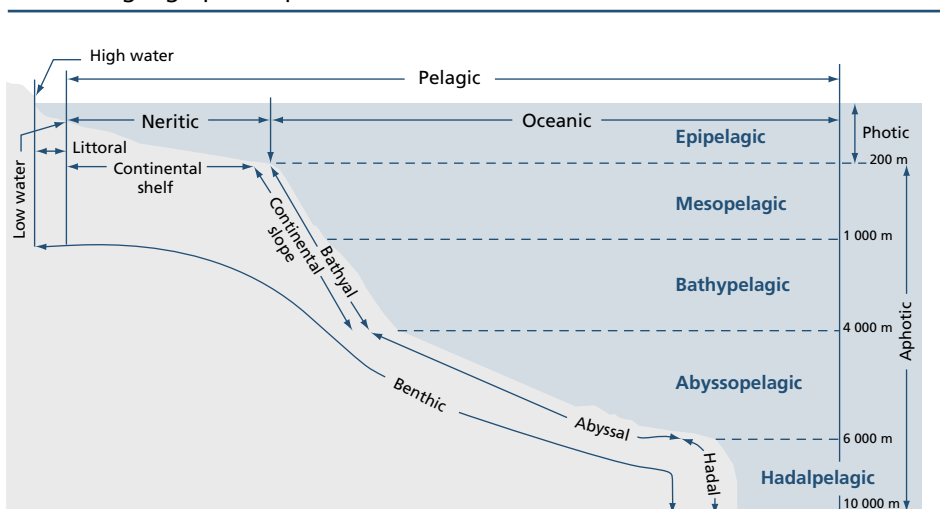 High water
Pelagic
Neritic
Oceanic
Epipelagic
Photic
200 m
Low water
Littoral
Continental
shelf
Mesopelagic
Continental
slope
Bathyal
1 000 m
Bathypelagic
4 000 m
Aphotic
Benthic
Abyssopelagic
Abyssal
6 000 m
Hadal
Hadalpelagic
10 000 m